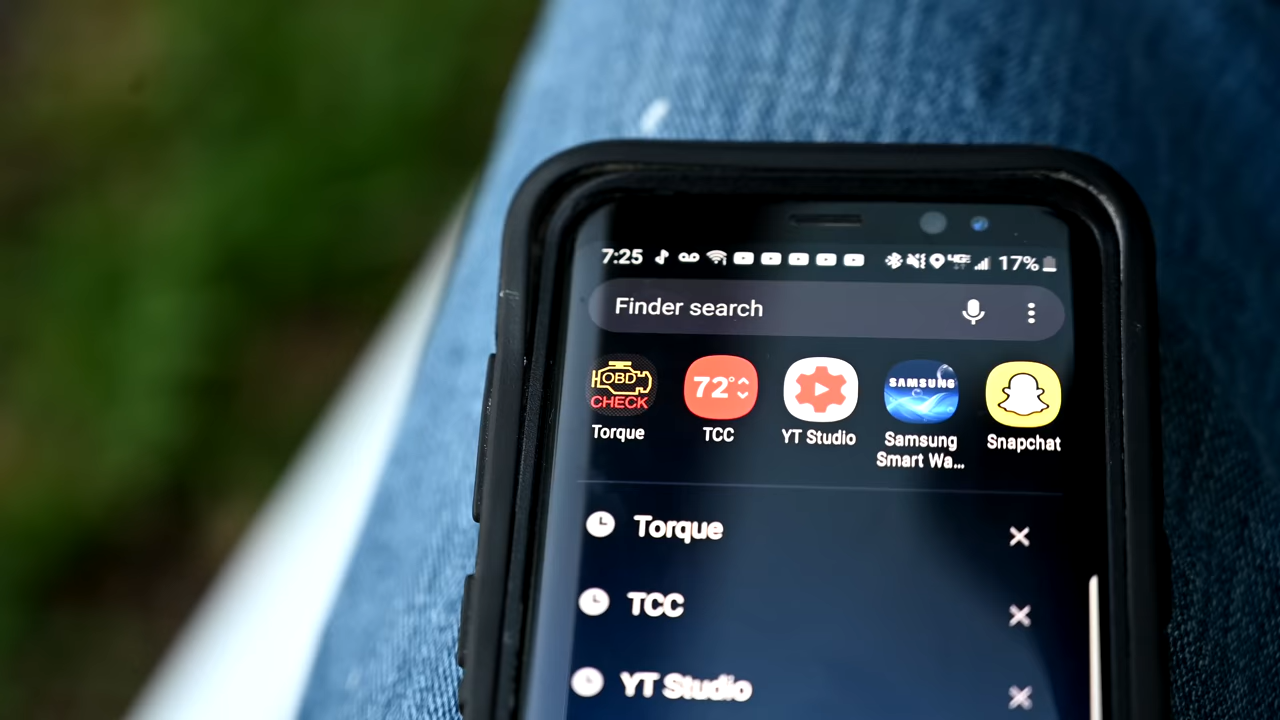 7:25 4GE 17%
Finder search
OBD
CHECK
72°
SAMSUNG
Torque
TCC
YT Studio
Samsung
Smart Wa...
Snapchat
Torque
TCC
YT Studio